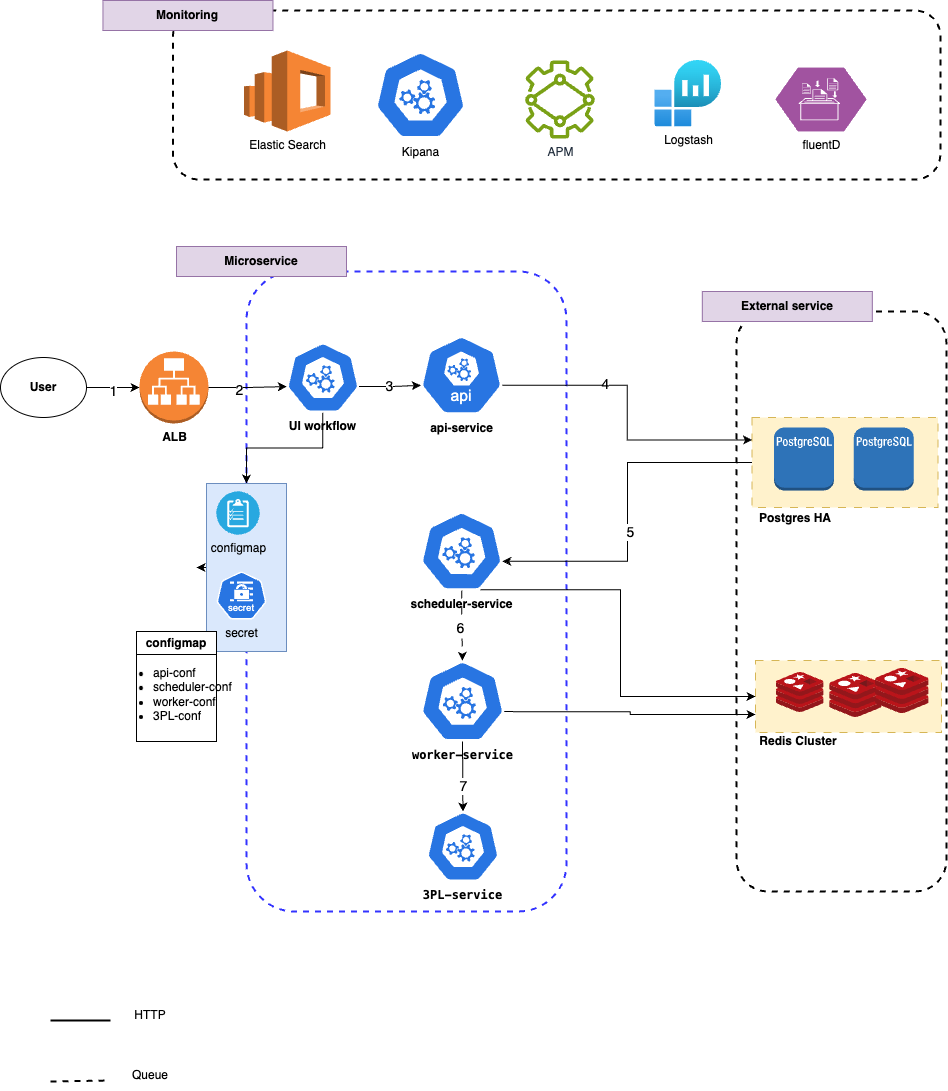 Monitoring
Elastic Search
Kipana
APM
Logstash
fluentD
Microservice
External service
User
1
ALB
2
UI workflow
3
api
api-service
4
PostgreSQL
PostgreSQL
Postgres HA
configmap
secret
secret
5
scheduler-service
6
configmap
api-conf
scheduler-conf
worker-conf
3PL-conf
worker-service
Redis Cluster
7
3PL-service
HTTP
Queue